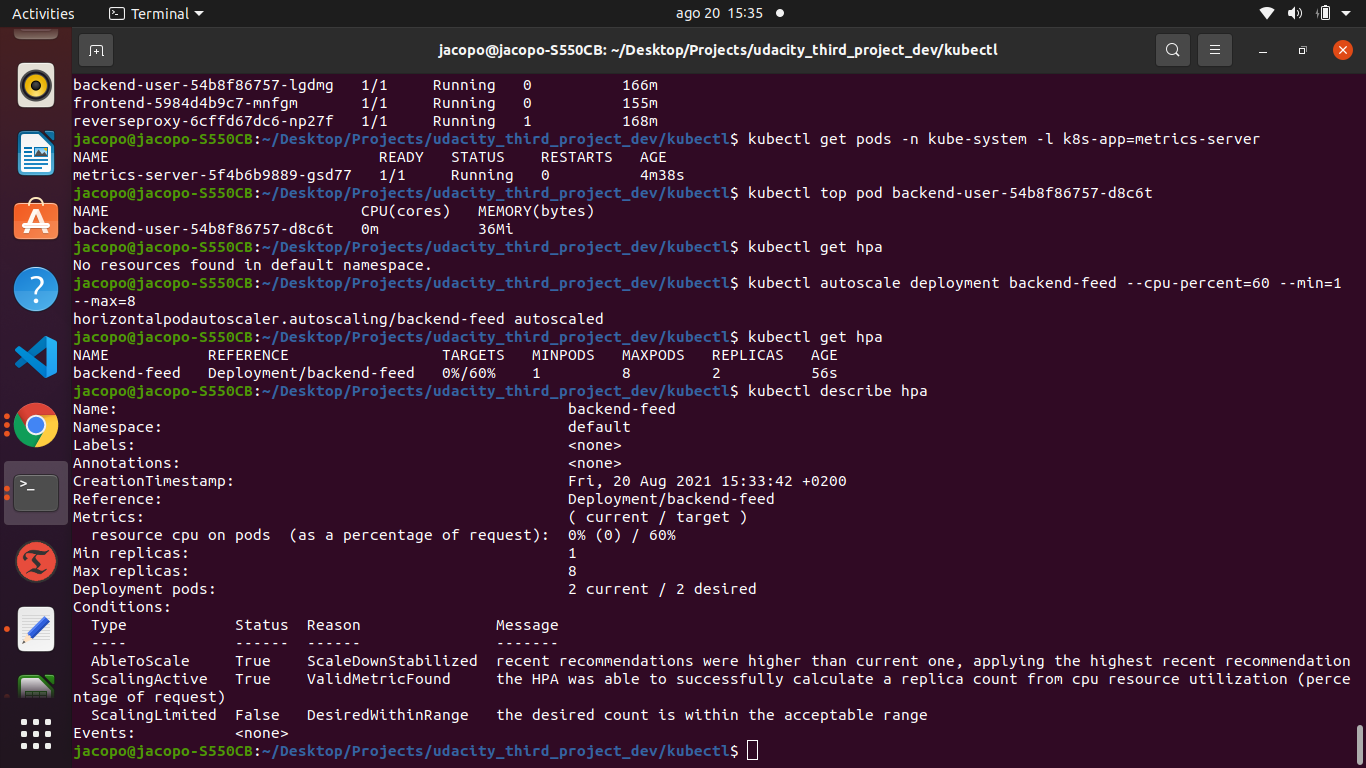 Activities Terminal ago 20 15:35
jacopo@jacopo-S550CB: ~/Desktop/Projects/udacity_third_project_dev/kubectl
backend-user-54b8f86757-lgdmg 1/1 Running 0 166m
frontend-5984d4b9c7-mnfgm 1/1 Running 0 155m
reverseproxy-6cffd67dc6-np27f 1/1 Running 1 168m
jacopo@jacopo-S550CB:~/Desktop/Projects/udacity_third_project_dev/kubectl$ kubectl get pods -n kube-system -l k8s-app=metrics-server
NAME READY STATUS RESTARTS AGE
metrics-server-5f4b6b9889-gsd77 1/1 Running 0 4m38s
jacopo@jacopo-S550CB:~/Desktop/Projects/udacity_third_project_dev/kubectl$ kubectl top pod backend-user-54b8f86757-d8c6t
NAME CPU(cores) MEMORY(bytes)
backend-user-54b8f86757-d8c6t 0m 36Mi
jacopo@jacopo-S550CB:~/Desktop/Projects/udacity_third_project_dev/kubectl$ kubectl get hpa
No resources found in default namespace.
jacopo@jacopo-S550CB:~/Desktop/Projects/udacity_third_project_dev/kubectl$ kubectl autoscale deployment backend-feed --cpu-percent=60 --min=1
--max=8
horizontalpodautoscaler.autoscaling/backend-feed autoscaled
jacopo@jacopo-S550CB:~/Desktop/Projects/udacity_third_project_dev/kubectl$ kubectl get hpa
NAME REFERENCE TARGETS MINPODS MAXPODS REPLICAS AGE
backend-feed Deployment/backend-feed 0%/60% 1 8 2 56s
jacopo@jacopo-S550CB:~/Desktop/Projects/udacity_third_project_dev/kubectl$ kubectl describe hpa
Name: backend-feed
Namespace: default
Labels: <none>
Annotations: <none>
CreationTimestamp: Fri, 20 Aug 2021 15:33:42 +0200
Reference: Deployment/backend-feed
Metrics: ( current / target )
resource cpu on pods (as a percentage of request): 0% (0) / 60%
Min replicas: 1
Max replicas: 8
Deployment pods: 2 current / 2 desired
Conditions:
Type Status Reason Message
---- ------ ------ -------
AbleToScale True ScaleDownStabilized recent recommendations were higher than current one, applying the highest recent recommendation
ScalingActive True ValidMetricFound the HPA was able to successfully calculate a replica count from cpu resource utilization (perce
ntage of request)
ScalingLimited False DesiredWithinRange the desired count is within the acceptable range
Events: <none>
jacopo@jacopo-S550CB:~/Desktop/Projects/udacity_third_project_dev/kubectl$